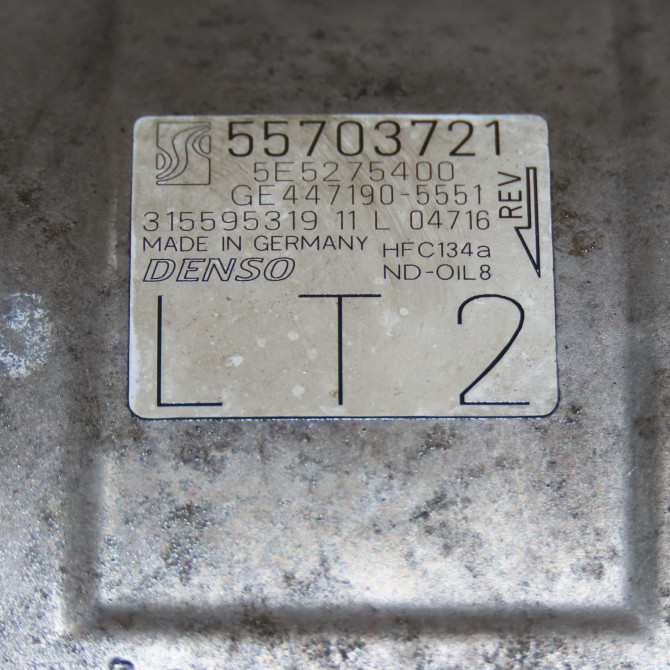 55703721
5E5275400
GE447190-5551
315595319 11 L 04716
REV
MADE IN GERMANY HFC134a
DENSO ND-OIL8
LT2